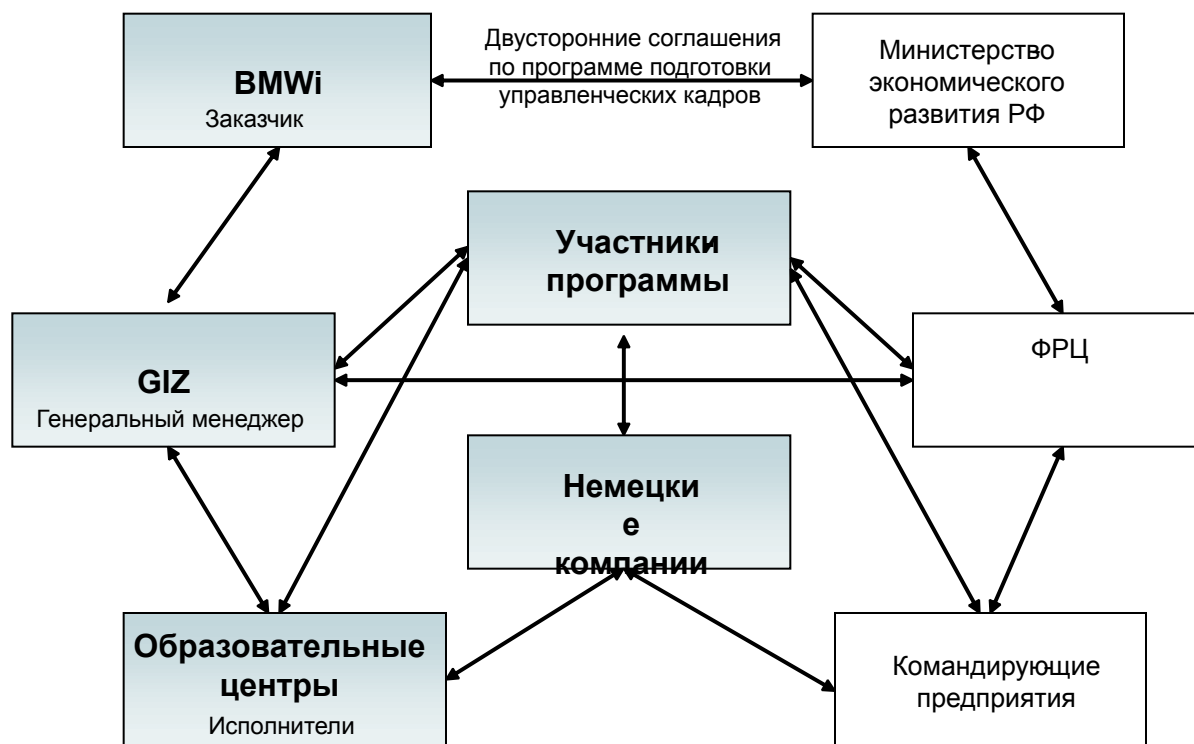 BMWi
Заказчик
Двусторонние соглашения
по программе подготовки
управленческих кадров
Министерство
экономического
развития РФ
Участники
программы
GIZ
Генеральный менеджер
ФРЦ
Немецки
е
компании
Образовательные
центры
Исполнители
Командирующие
предприятия